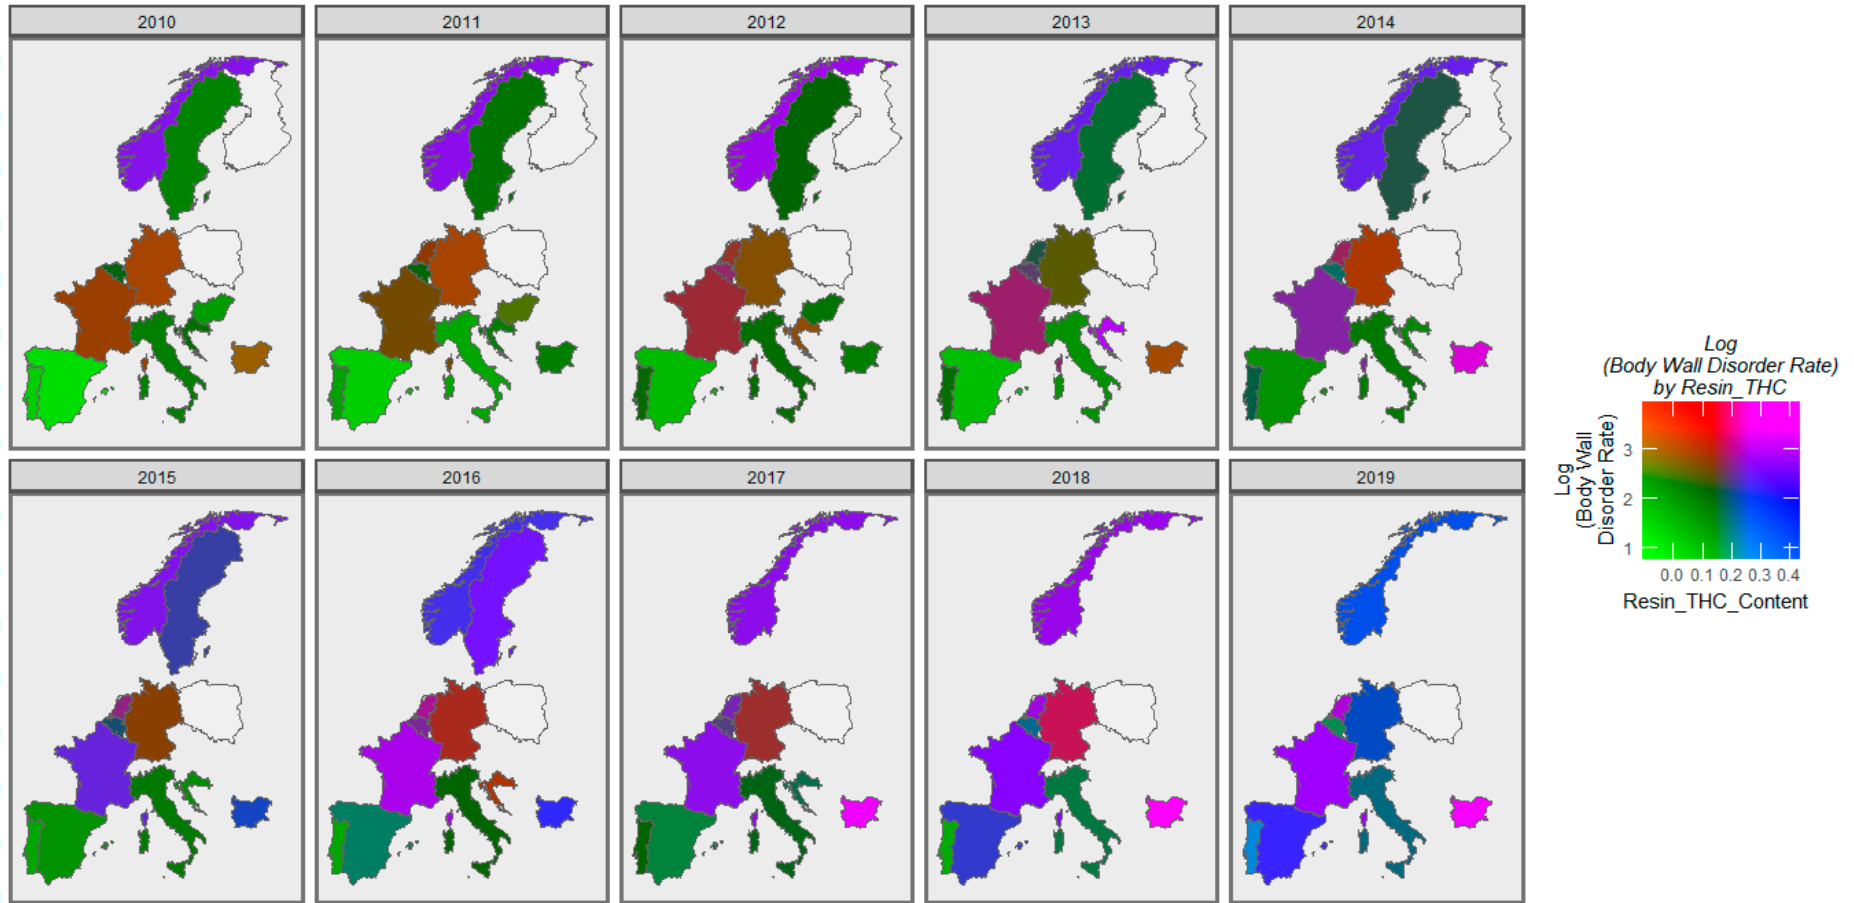 2010
2011
2012
2013
2014
2015
2016
2017
2018
2019
Log
(Body Wall Disorder Rate)
by Resin_THC
Log
(Body Wall
Disorder Rate)
3
2
1
0.0 0.1 0.2 0.3 0.4
Resin_THC_Content